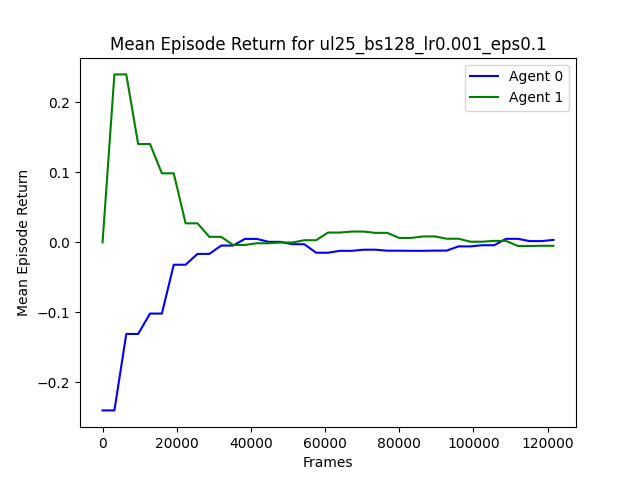 Mean Episode Return for ul25_bs128_lr0.001_eps0.1
Agent 0
Agent 1
Mean Episode Return
0.2
0.1
0.0
−0.1
−0.2
0 20000 40000 60000 80000 100000 120000
Frames